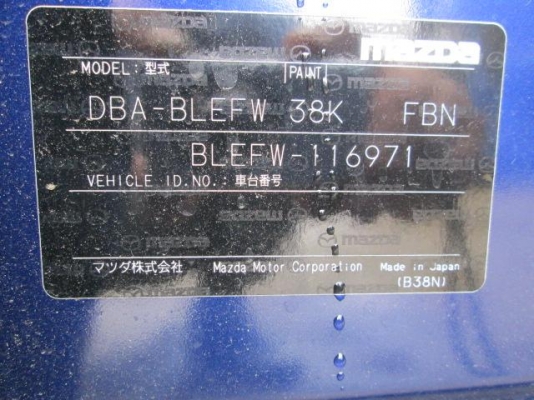 mazda
MODEL: 型式 PAINT
DBA-BLEFW 38K FBN
BLEFW-116971
VEHICLE ID.NO.: 車台番号
マツダ株式会社 Mazda Motor Corporation Made in Japan
(B38N)